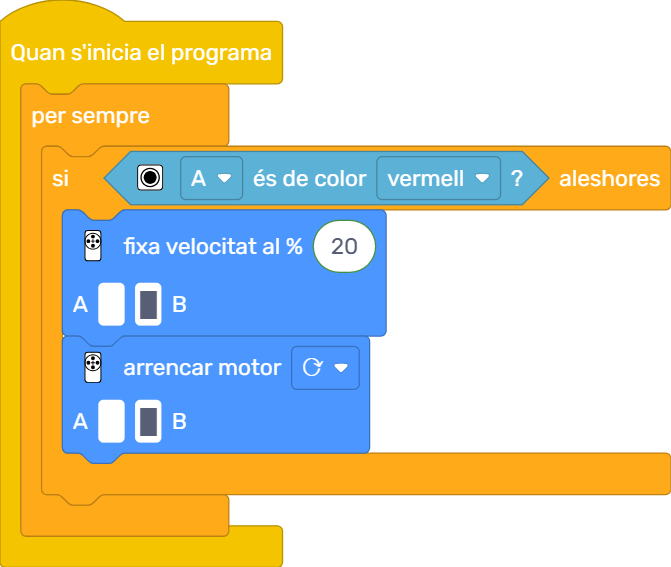 Quan s'inicia el programa
per sempre
si A és de color vermell ? aleshores
fixa velocitat al % 20
A B
arrencar motor
A B